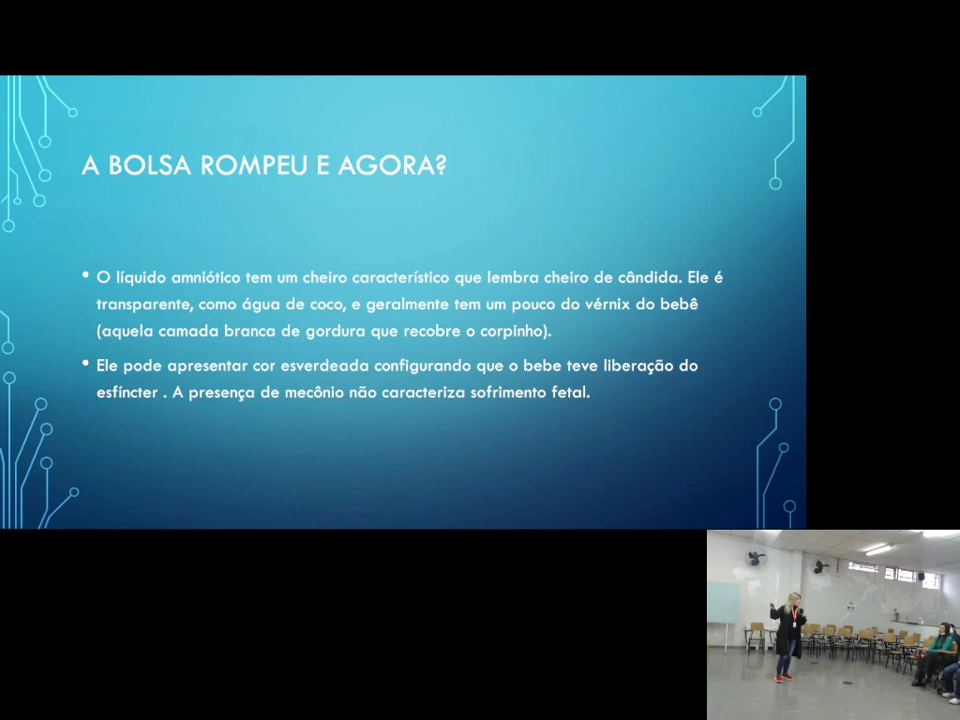 A BOLSA ROMPEU E AGORA?
• O líquido amniótico tem um cheiro característico que lembra cheiro de cândida. Ele é
transparente, como água de coco, e geralmente tem um pouco do vérnix do bebê
(aquela camada branca de gordura que recobre o corpinho).
• Ele pode apresentar cor esverdeada configurando que o bebe teve liberação do
esfíncter . A presença de mecônio não caracteriza sofrimento fetal.